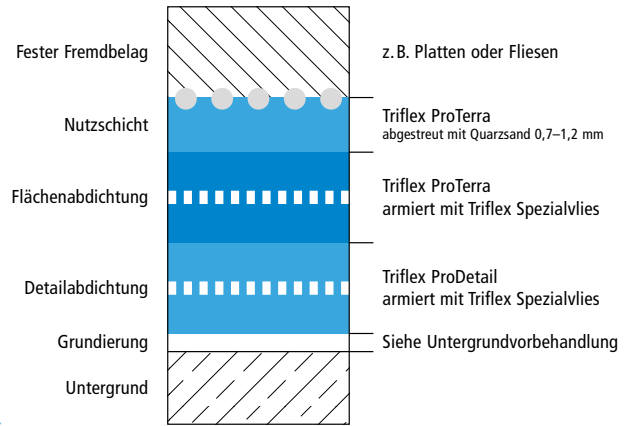 Fester Fremdbelag
z. B. Platten oder Fliesen
Nutzschicht
Triflex ProTerra
abgestreut mit Quarzsand 0,7–1,2 mm
Flächenabdichtung
Triflex ProTerra
armiert mit Triflex Spezialvlies
Detailabdichtung
Triflex ProDetail
armiert mit Triflex Spezialvlies
Grundierung
Siehe Untergrundvorbehandlung
Untergrund